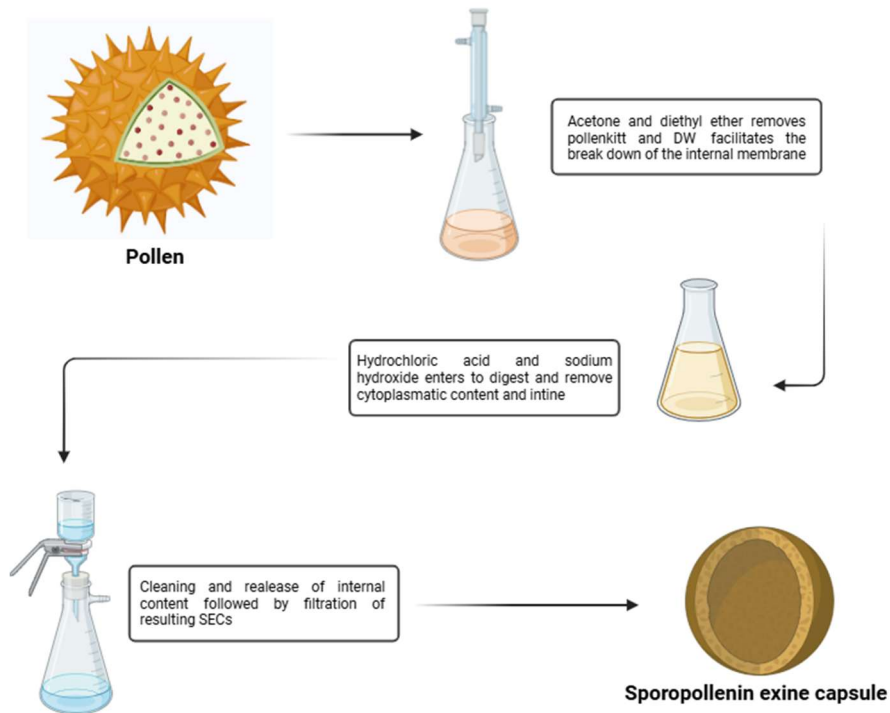 Pollen
Acetone and diethyl ether removes
pollenkitt and DW facilitates the
break down of the internal membrane
Hydrochloric acid and sodium
hydroxide enters to digest and remove
cytoplasmatic content and intine
Cleaning and realease of internal
content followed by filtration of
resulting SECs
Sporopollenin exine capsule